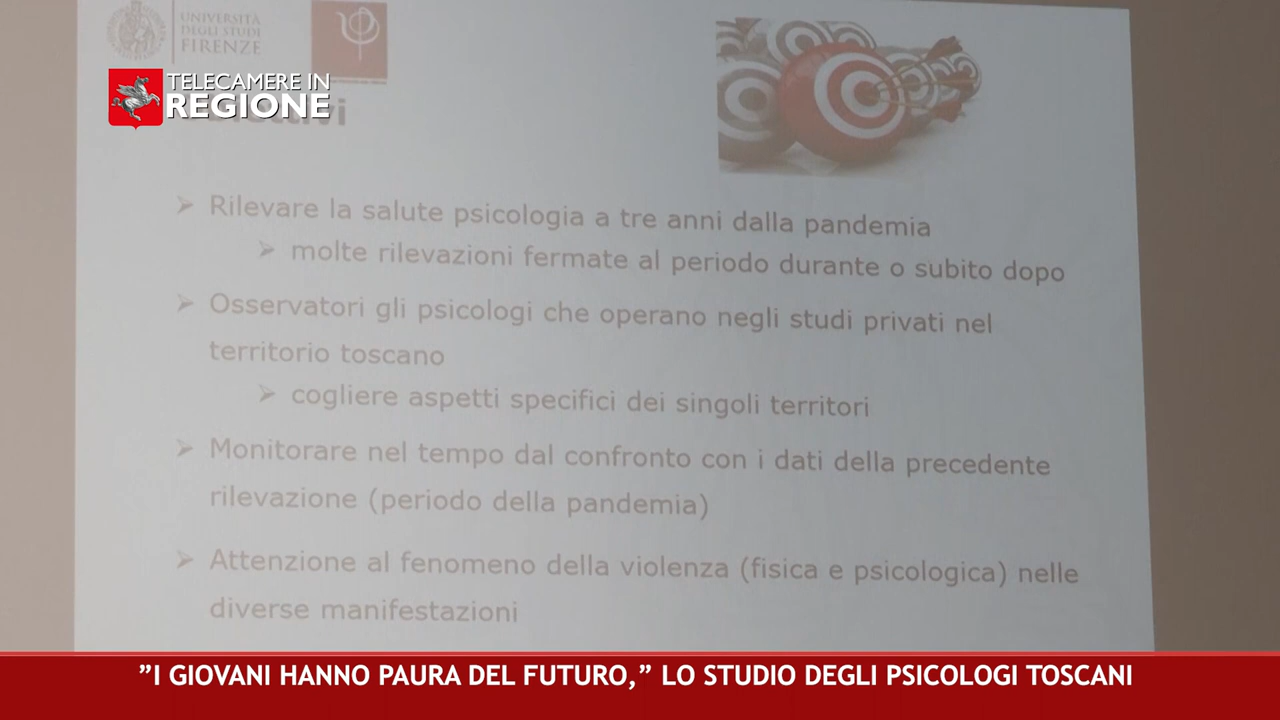 UNIVERSITÀ
DEGLI STUDI
FIRENZE
TELECAMERE IN
REGIONE
➢ Rilevare la salute psicologia a tre anni dalla pandemia
➢ molte rilevazioni fermate al periodo durante o subito dopo
➢ Osservatori gli psicologi che operano negli studi privati nel
territorio toscano
➢ cogliere aspetti specifici dei singoli territori
➢ Monitorare nel tempo dal confronto con i dati della precedente
rilevazione (periodo della pandemia)
➢ Attenzione al fenomeno della violenza (fisica e psicologica) nelle
diverse manifestazioni
”I GIOVANI HANNO PAURA DEL FUTURO,” LO STUDIO DEGLI PSICOLOGI TOSCANI